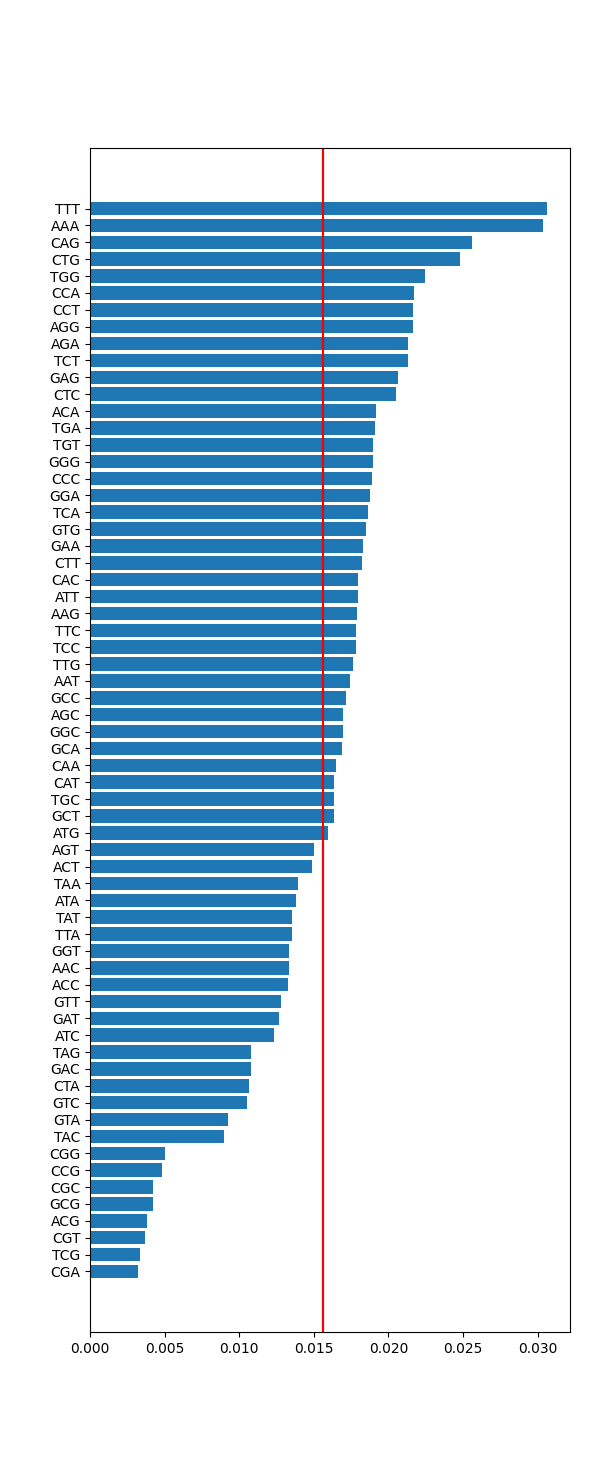 TTT
AAA
CAG
CTG
TGG
CCA
CCT
AGG
AGA
TCT
GAG
CTC
ACA
TGA
TGT
GGG
CCC
GGA
TCA
GTG
GAA
CTT
CAC
ATT
AAG
TTC
TCC
TTG
AAT
GCC
AGC
GGC
GCA
CAA
CAT
TGC
GCT
ATG
AGT
ACT
TAA
ATA
TAT
TTA
GGT
AAC
ACC
GTT
GAT
ATC
TAG
GAC
CTA
GTC
GTA
TAC
CGG
CCG
CGC
GCG
ACG
CGT
TCG
CGA
0.000 0.005 0.010 0.015 0.020 0.025 0.030